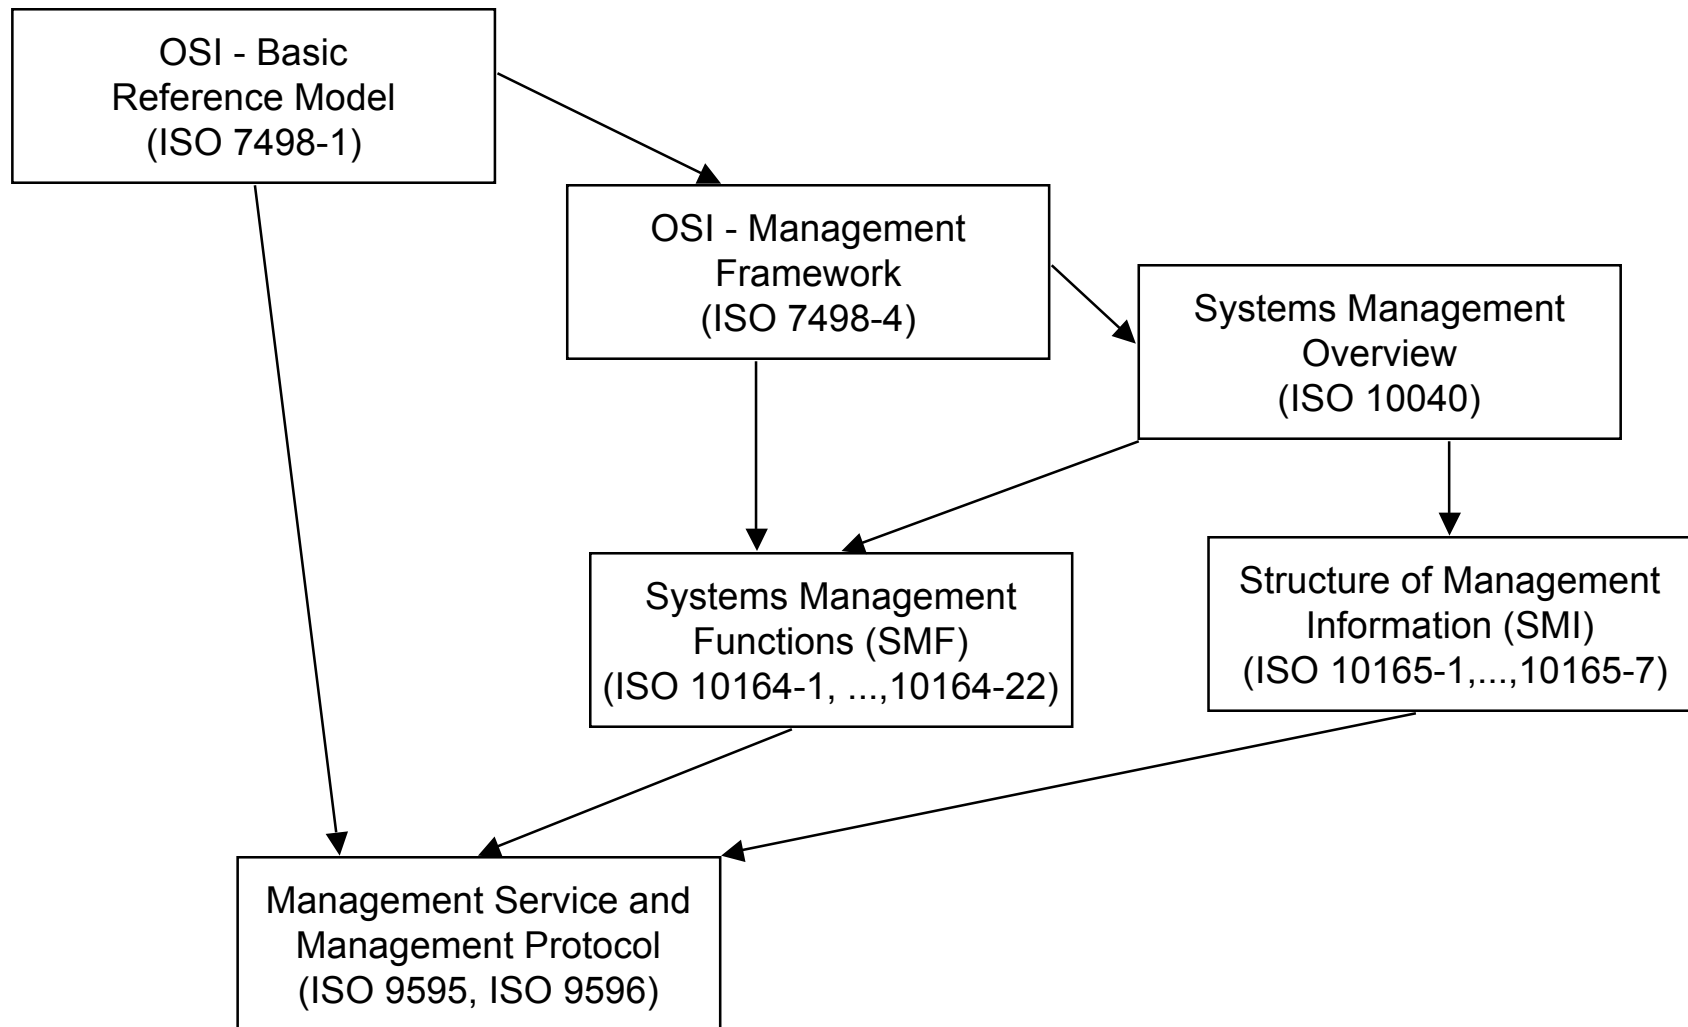 OSI - Basic
Reference Model
(ISO 7498-1)
OSI - Management
Framework
(ISO 7498-4)
Systems Management
Overview
(ISO 10040)
Systems Management
Functions (SMF)
(ISO 10164-1, ...,10164-22)
Structure of Management
Information (SMI)
(ISO 10165-1,...,10165-7)
Management Service and
Management Protocol
(ISO 9595, ISO 9596)